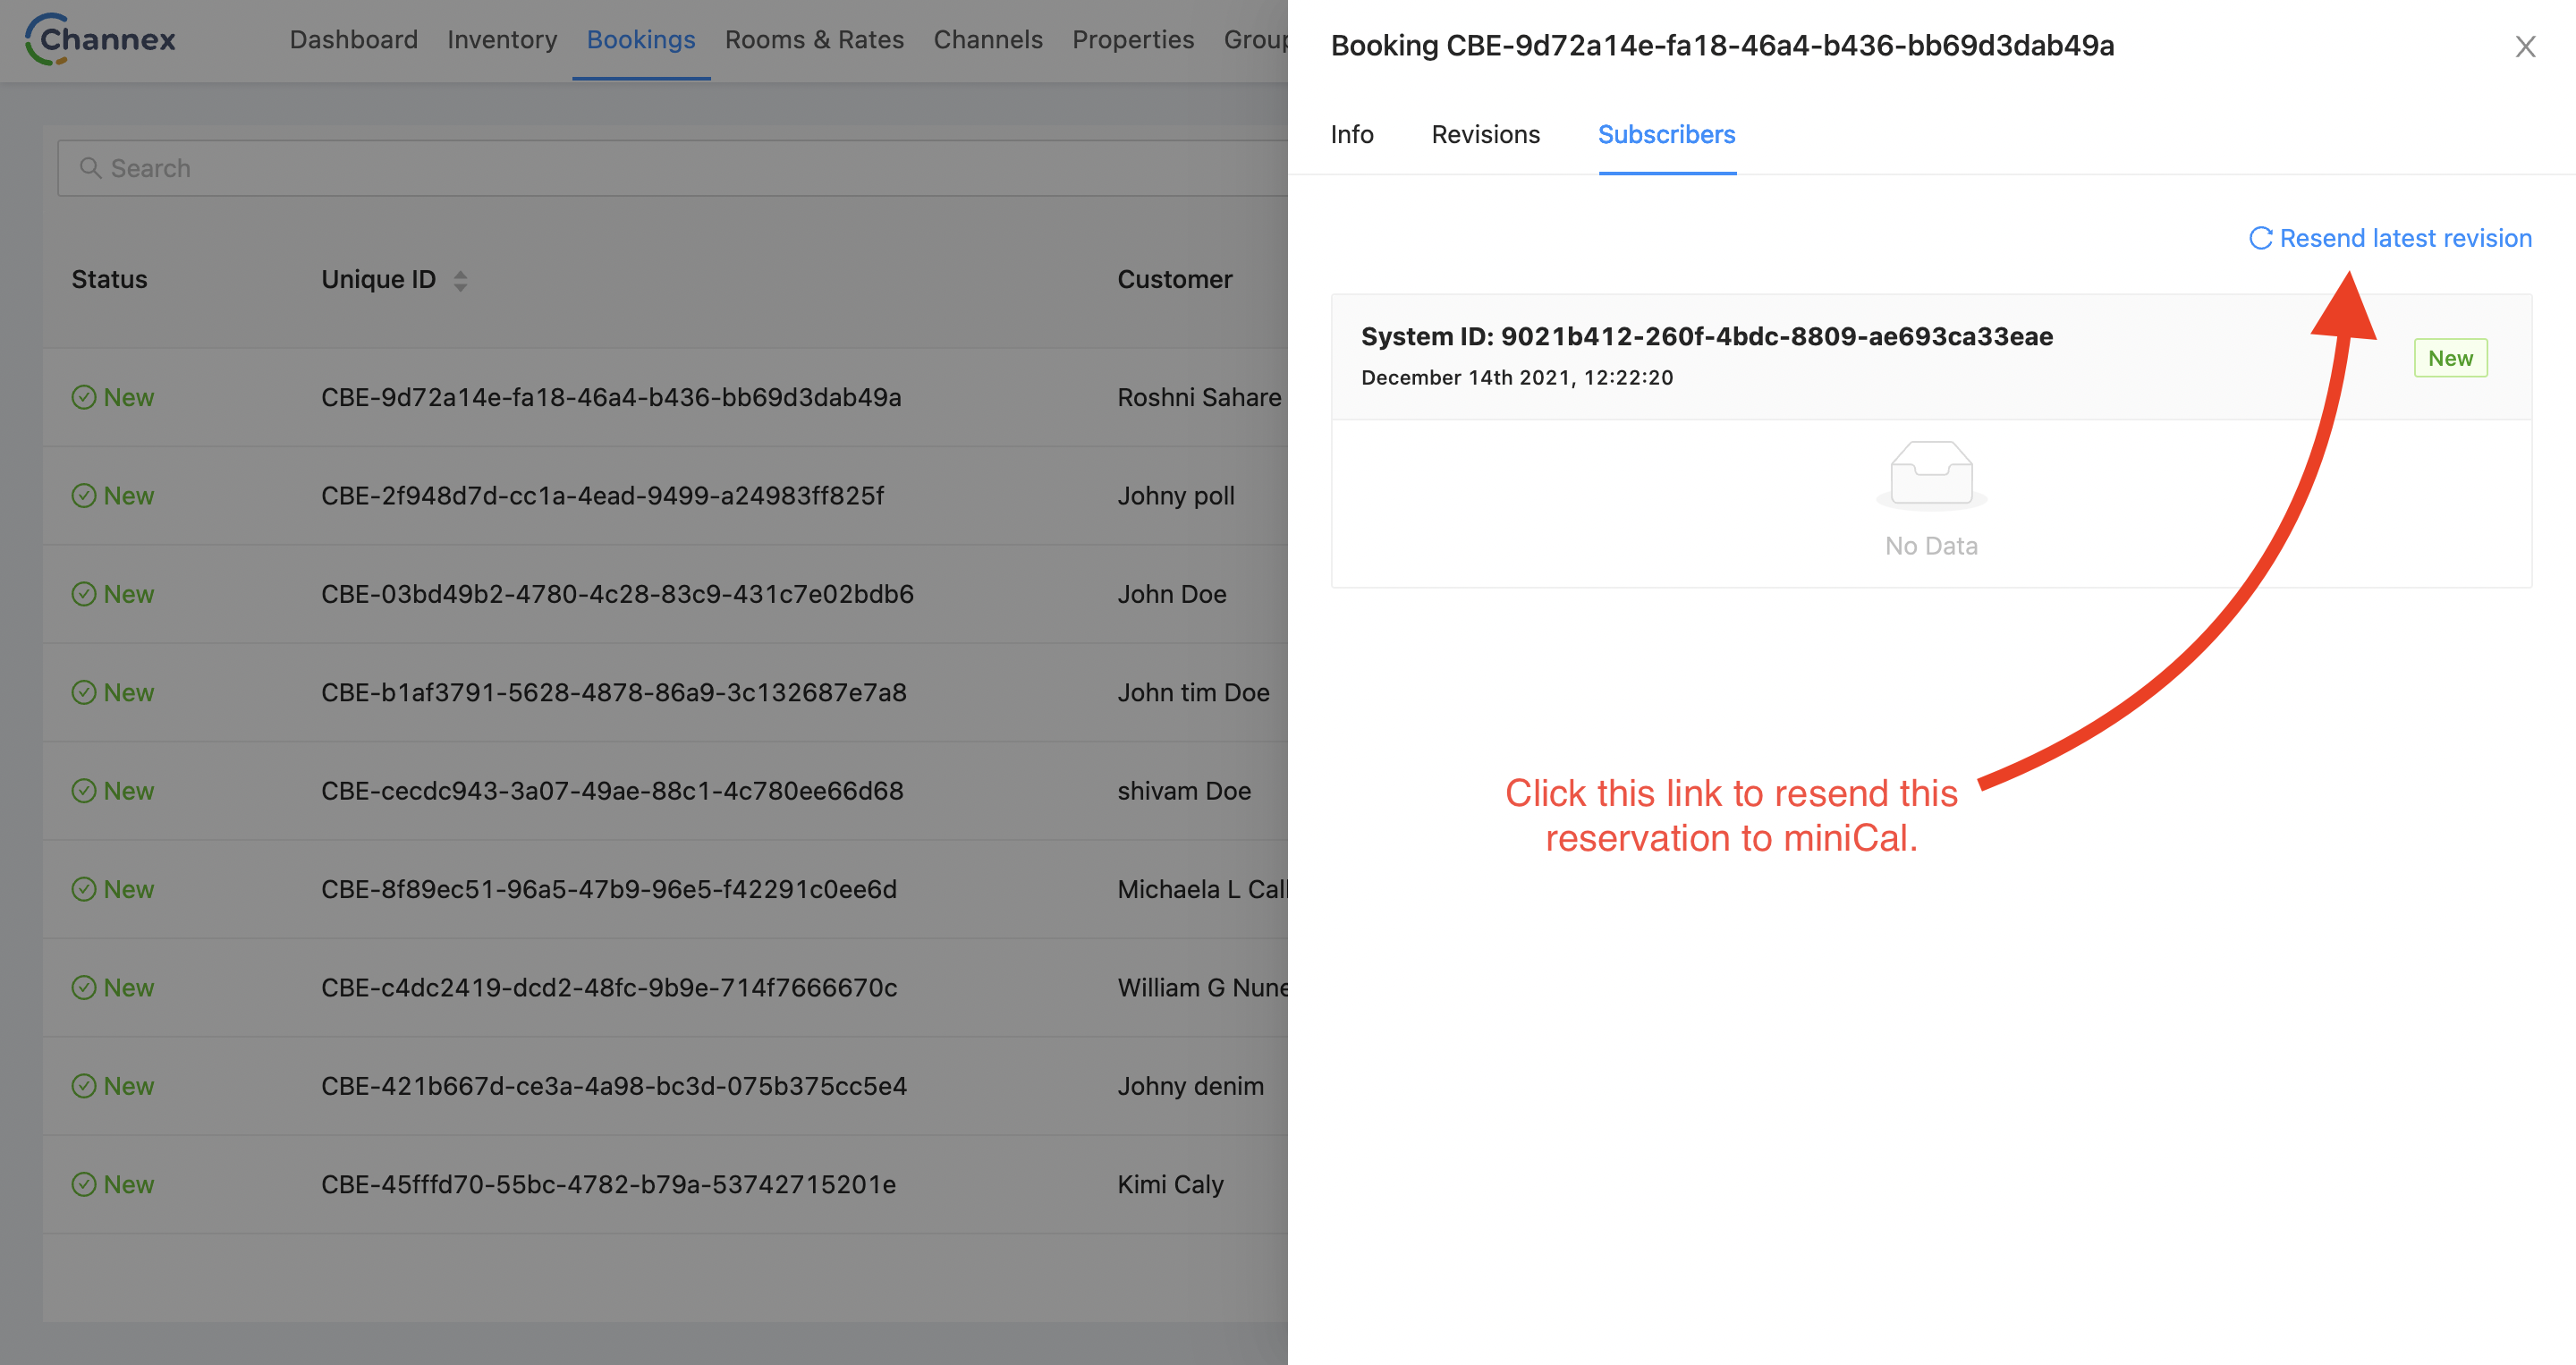 Channex
Dashboard Inventory Bookings Rooms & Rates Channels Properties
Search
Status Unique ID Customer
New CBE-9d72a14e-fa18-46a4-b436-bb69d3dab49a Roshni Sahare
New CBE-2f948d7d-cc1a-4ead-9499-a24983ff825f Johny poll
New CBE-03bd49b2-4780-4c28-83c9-431c7e02bdb6 John Doe
New CBE-b1af3791-5628-4878-86a9-3c132687e7a8 John tim Doe
New CBE-cecdc943-3a07-49ae-88c1-4c780ee66d68 shivam Doe
New CBE-8f89ec51-96a5-47b9-96e5-f42291c0ee6d Michaela L
New CBE-c4dc2419-dcd2-48fc-9b9e-714f7666670c William G
New CBE-421b667d-ce3a-4a98-bc3d-075b375cc5e4 Johny denim
New CBE-45fffd70-55bc-4782-b79a-53742715201e Kimi Caly
Booking CBE-9d72a14e-fa18-46a4-b436-bb69d3dab49a
Info Revisions Subscribers
Resend latest revision
System ID: 9021b412-260f-4bdc-8809-ae693ca33eae
New
December 14th 2021, 12:22:20
No Data
Click this link to resend this
reservation to miniCal.